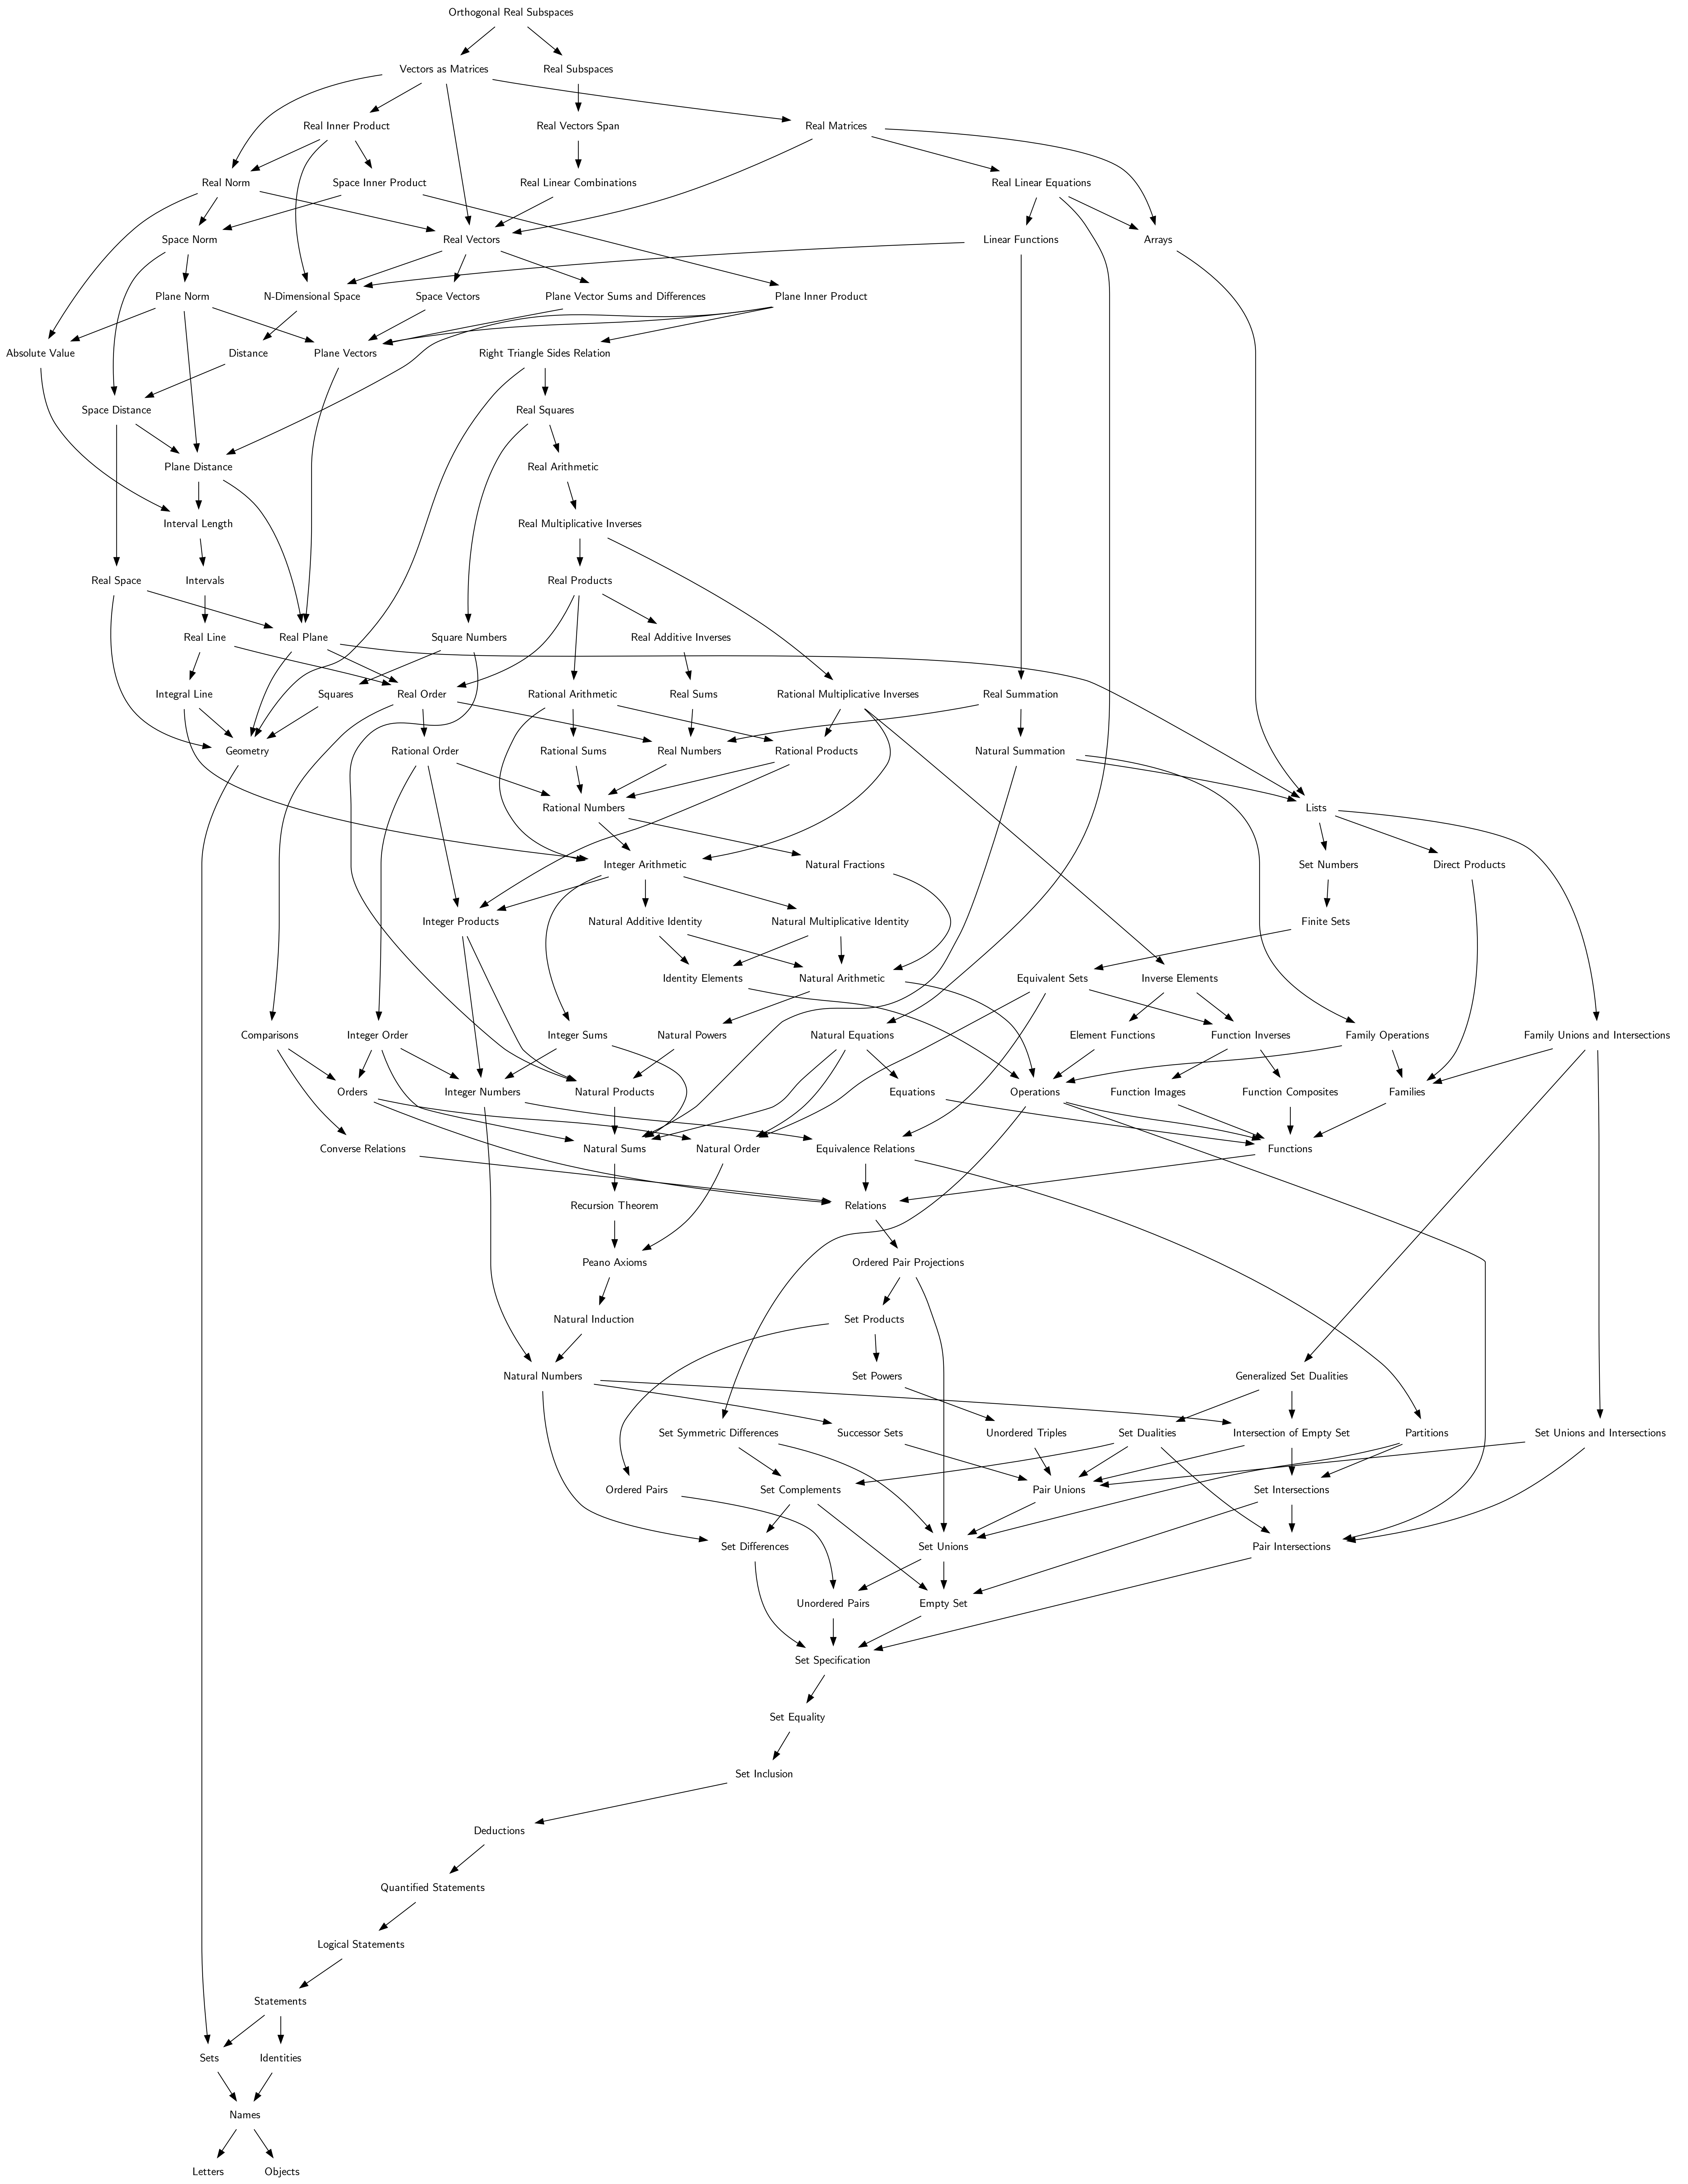 Orthogonal Real Subspaces
Vectors as Matrices
Real Subspaces
Real Inner Product
Real Vectors Span
Real Matrices
Real Norm
Space Inner Product
Real Linear Combinations
Real Linear Equations
Space Norm
Real Vectors
Linear Functions
Arrays
Plane Norm
N-Dimensional Space
Space Vectors
Plane Vector Sums and Differences
Plane Inner Product
Absolute Value
Distance
Plane Vectors
Right Triangle Sides Relation
Space Distance
Real Squares
Plane Distance
Real Arithmetic
Interval Length
Real Multiplicative Inverses
Real Space
Intervals
Real Products
Real Line
Real Plane
Square Numbers
Real Additive Inverses
Integral Line
Squares
Real Order
Rational Arithmetic
Real Sums
Rational Multiplicative Inverses
Real Summation
Geometry
Rational Order
Rational Sums
Real Numbers
Rational Products
Natural Summation
Rational Numbers
Lists
Integer Arithmetic
Natural Fractions
Set Numbers
Direct Products
Integer Products
Natural Additive Identity
Natural Multiplicative Identity
Finite Sets
Identity Elements
Natural Arithmetic
Equivalent Sets
Inverse Elements
Comparisons
Integer Order
Integer Sums
Natural Powers
Natural Equations
Element Functions
Function Inverses
Family Operations
Family Unions and Intersections
Orders
Integer Numbers
Natural Products
Equations
Operations
Function Images
Function Composites
Families
Converse Relations
Natural Sums
Natural Order
Equivalence Relations
Functions
Recursion Theorem
Relations
Peano Axioms
Ordered Pair Projections
Natural Induction
Set Products
Natural Numbers
Set Powers
Generalized Set Dualities
Set Symmetric Differences
Successor Sets
Unordered Triples
Set Dualities
Intersection of Empty Set
Partitions
Set Unions and Intersections
Ordered Pairs
Set Complements
Pair Unions
Set Intersections
Set Differences
Set Unions
Pair Intersections
Unordered Pairs
Empty Set
Set Specification
Set Equality
Set Inclusion
Deductions
Quantified Statements
Logical Statements
Statements
Sets
Identities
Names
Letters
Objects